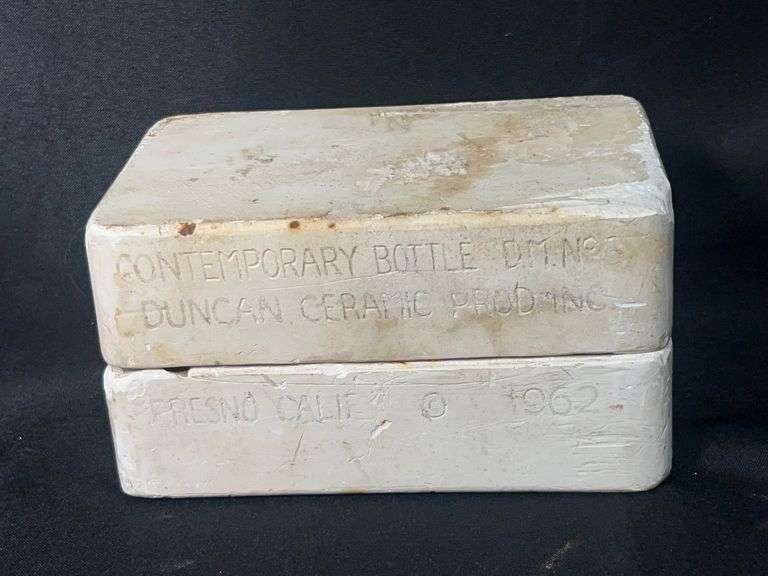 CONTEMPORARY BOTTLE D.M. Nº
DUNCAN CERAMIC PROD. INC
FRESNO CALIF © 1962